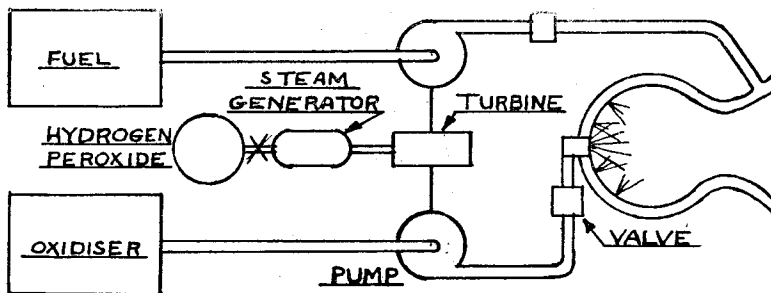 FUEL
STEAM
GENERATOR
TURBINE
HYDROGEN
PEROXIDE
OXIDISER
PUMP
VALVE